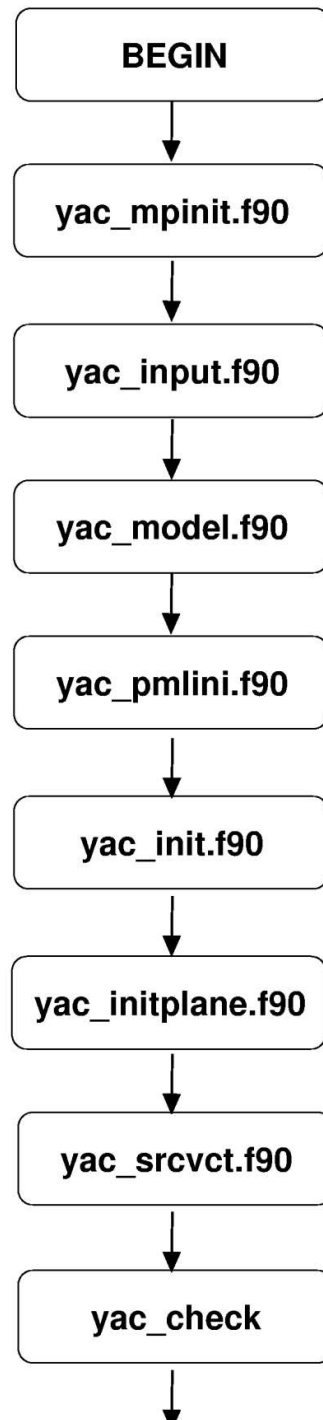 BEGIN
yac_mpinit.f90
yac_input.f90
yac_model.f90
yac_pmlini.f90
yac_init.f90
yac_initplane.f90
yac_srcvct.f90
yac_check